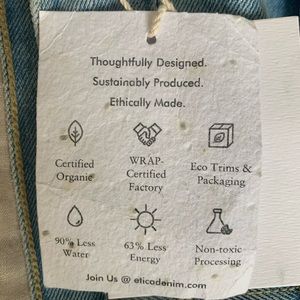 Thoughtfully Designed.
Sustainably Produced.
Ethically Made.
Certified
Organic
WRAP-
Certified
Factory
Eco Trims &
Packaging
90% Less
Water
63% Less
Energy
Non-toxic
Processing
Join Us @ eticadenim.com